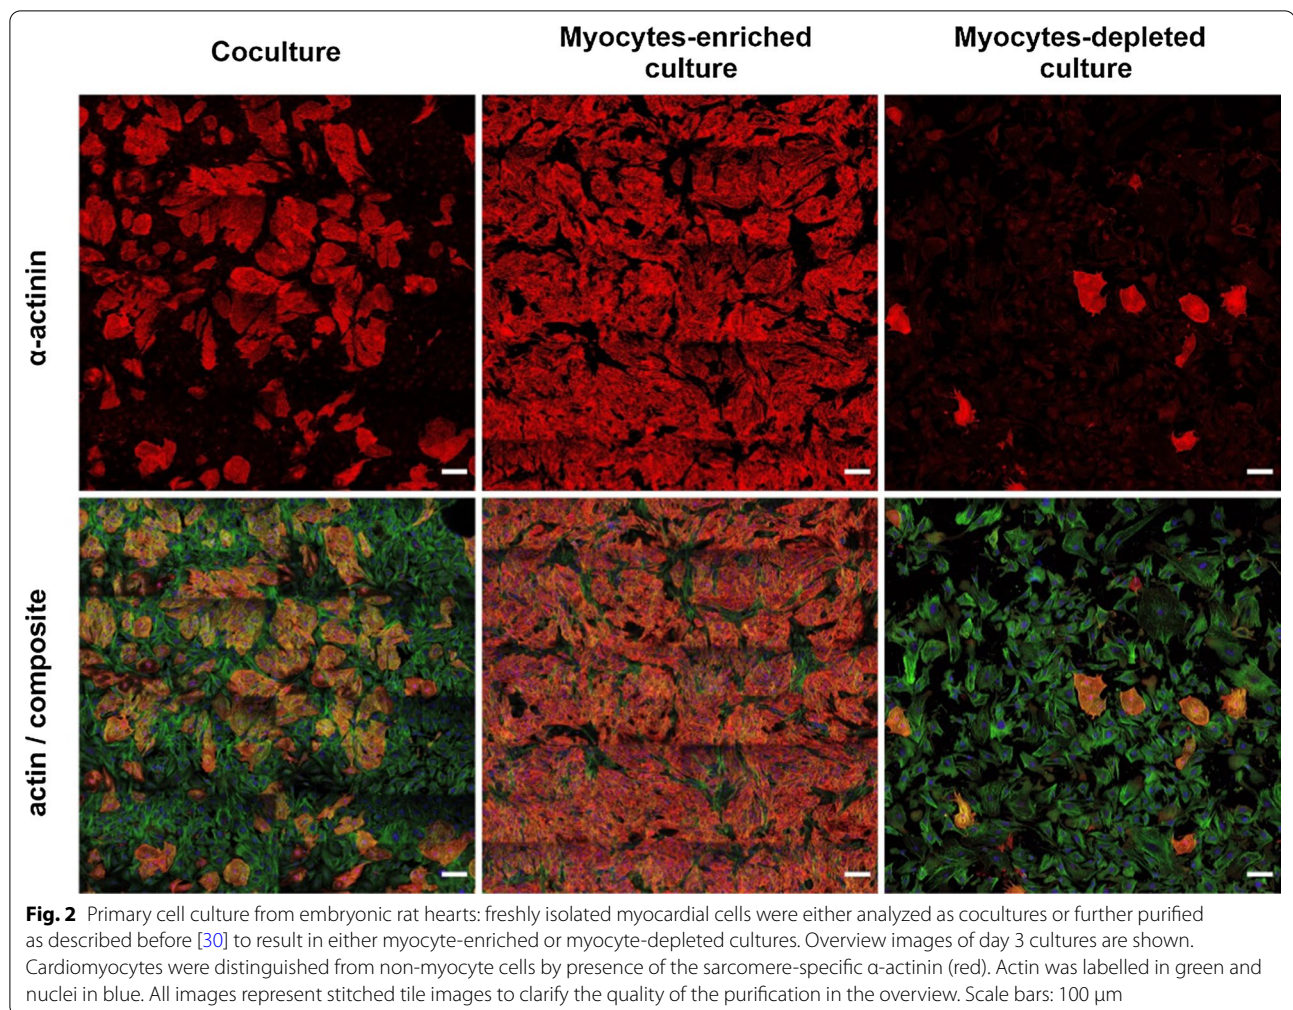 Coculture
Myocytes-enriched
culture
Myocytes-depleted
culture
α-actinin
actin / composite
Fig. 2 Primary cell culture from embryonic rat hearts: freshly isolated myocardial cells were either analyzed as cocultures or further purified
as described before [30] to result in either myocyte-enriched or myocyte-depleted cultures. Overview images of day 3 cultures are shown.
Cardiomyocytes were distinguished from non-myocyte cells by presence of the sarcomere-specific α-actinin (red). Actin was labelled in green and
nuclei in blue. All images represent stitched tile images to clarify the quality of the purification in the overview. Scale bars: 100 µm